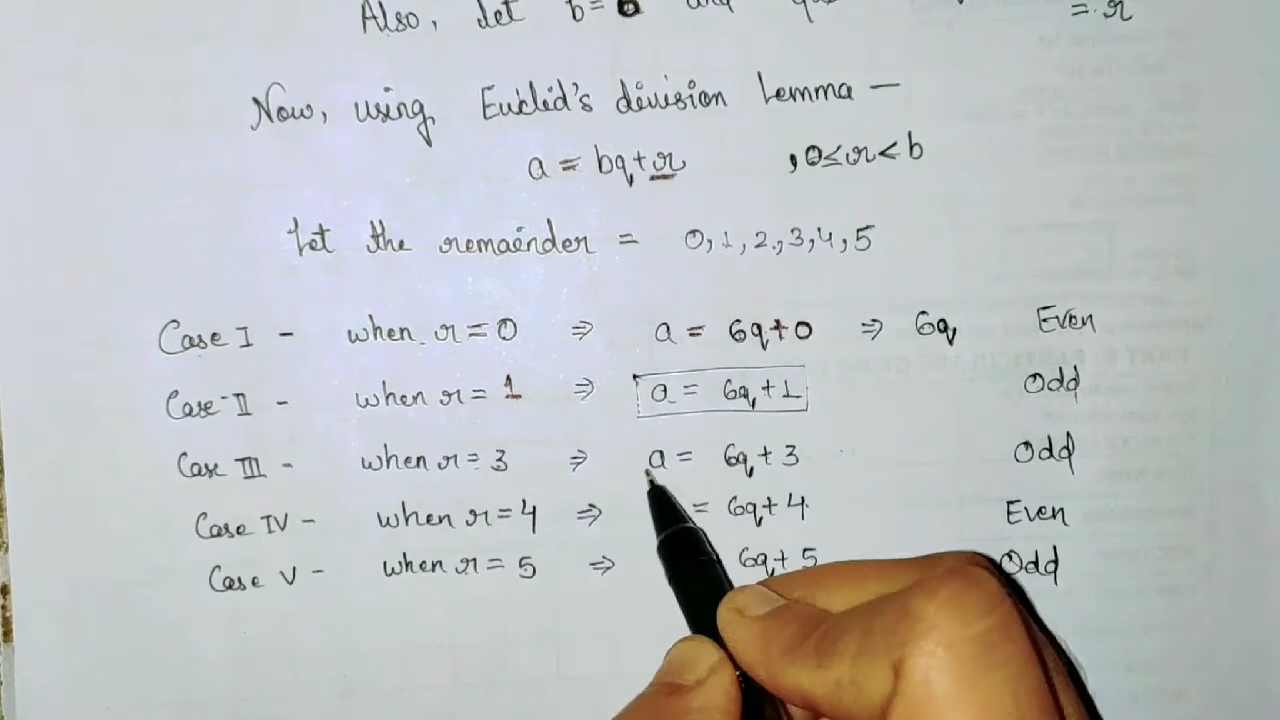 Also, let b = 6 and
= r
Now, using Euclid's division Lemma —
a = bq + r , 0 ≤ r < b
Let the remainder = 0, 1, 2, 3, 4, 5
Case I - when r = 0 ⇒ a = 6q + 0 ⇒ 6q Even
Case-II - when r = 1 ⇒ a = 6q + 1 Odd
Case III - when r = 3 ⇒ a = 6q + 3 Odd
Case IV - when r = 4 ⇒ = 6q + 4 Even
Case V - when r = 5 ⇒ 6q + 5 Odd